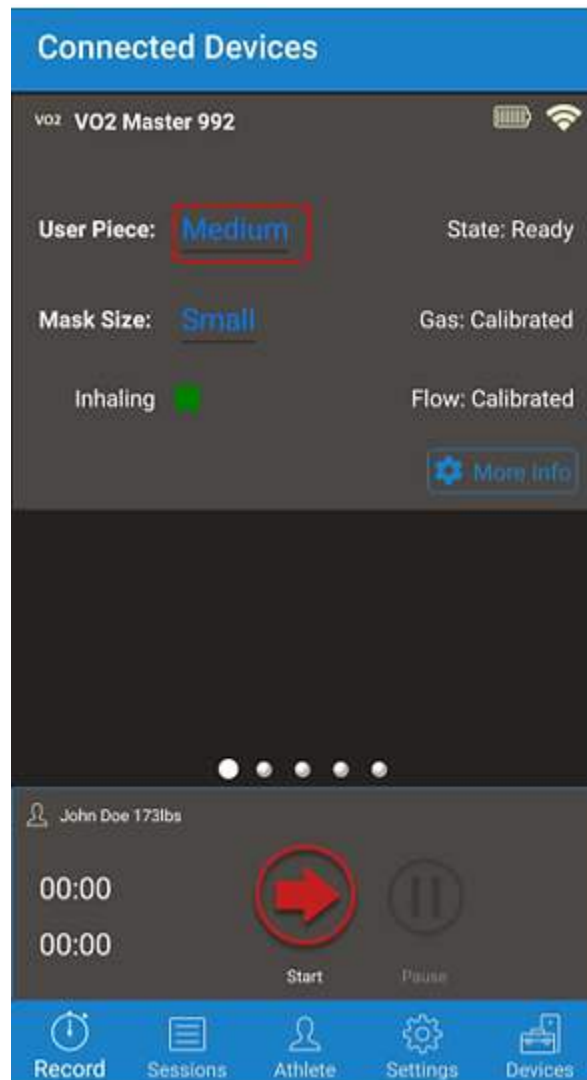 Connected Devices
VO2 VO2 Master 992
User Piece: Medium State: Ready
Mask Size: Small Gas: Calibrated
Inhaling Flow: Calibrated
More Info
John Doe 173lbs
00:00
00:00
Start Pause
Record Sessions Athlete Settings Devices